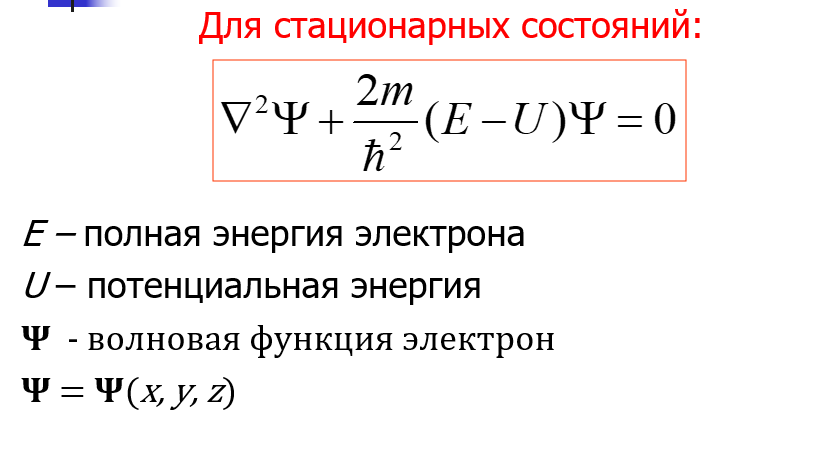 Для стационарных состояний:
∇²Ψ + 2m/ħ² (E − U)Ψ = 0
E – полная энергия электрона
U – потенциальная энергия
Ψ - волновая функция электрон
Ψ = Ψ(x, y, z)